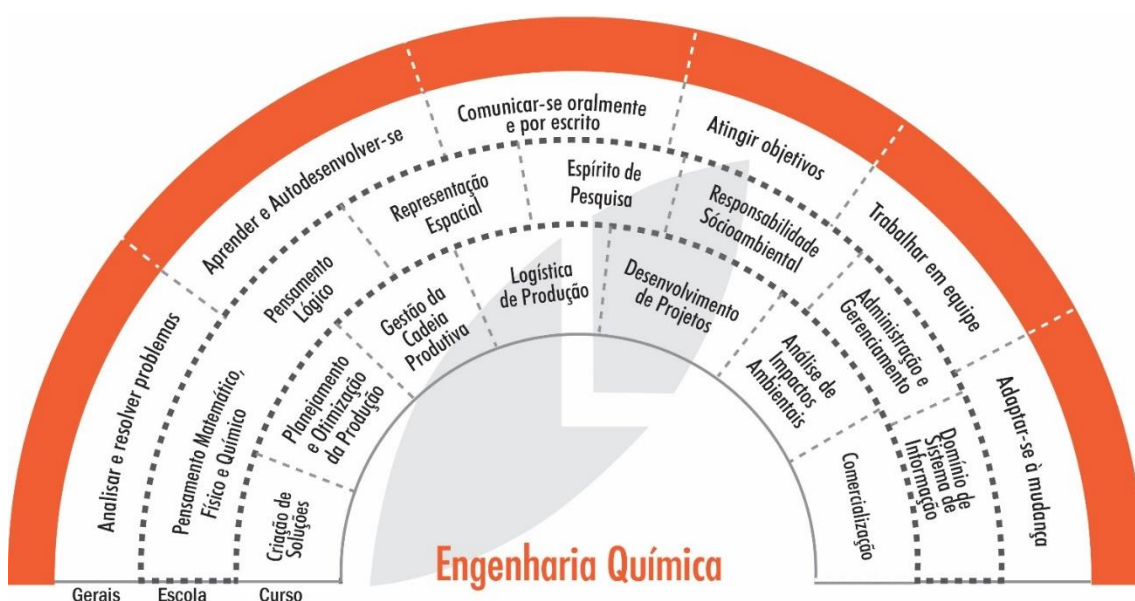 Analisar e resolver problemas
Aprender e Autodesenvolver-se
Comunicar-se oralmente
e por escrito
Atingir objetivos
Trabalhar em equipe
Adaptar-se à mudança
Pensamento Matemático,
Físico e Químico
Pensamento
Lógico
Representação
Espacial
Espírito de
Pesquisa
Responsabilidade
Sócioambiental
Administração e
Gerenciamento
Domínio de
Sistema de
Informação
Criação de
Soluções
Planejamento
e Otimização
da Produção
Gestão da
Cadeia
Produtiva
Logística
de Produção
Desenvolvimento
de Projetos
Análise de
Impactos
Ambientais
Comercialização
Engenharia Química
Gerais Escola Curso